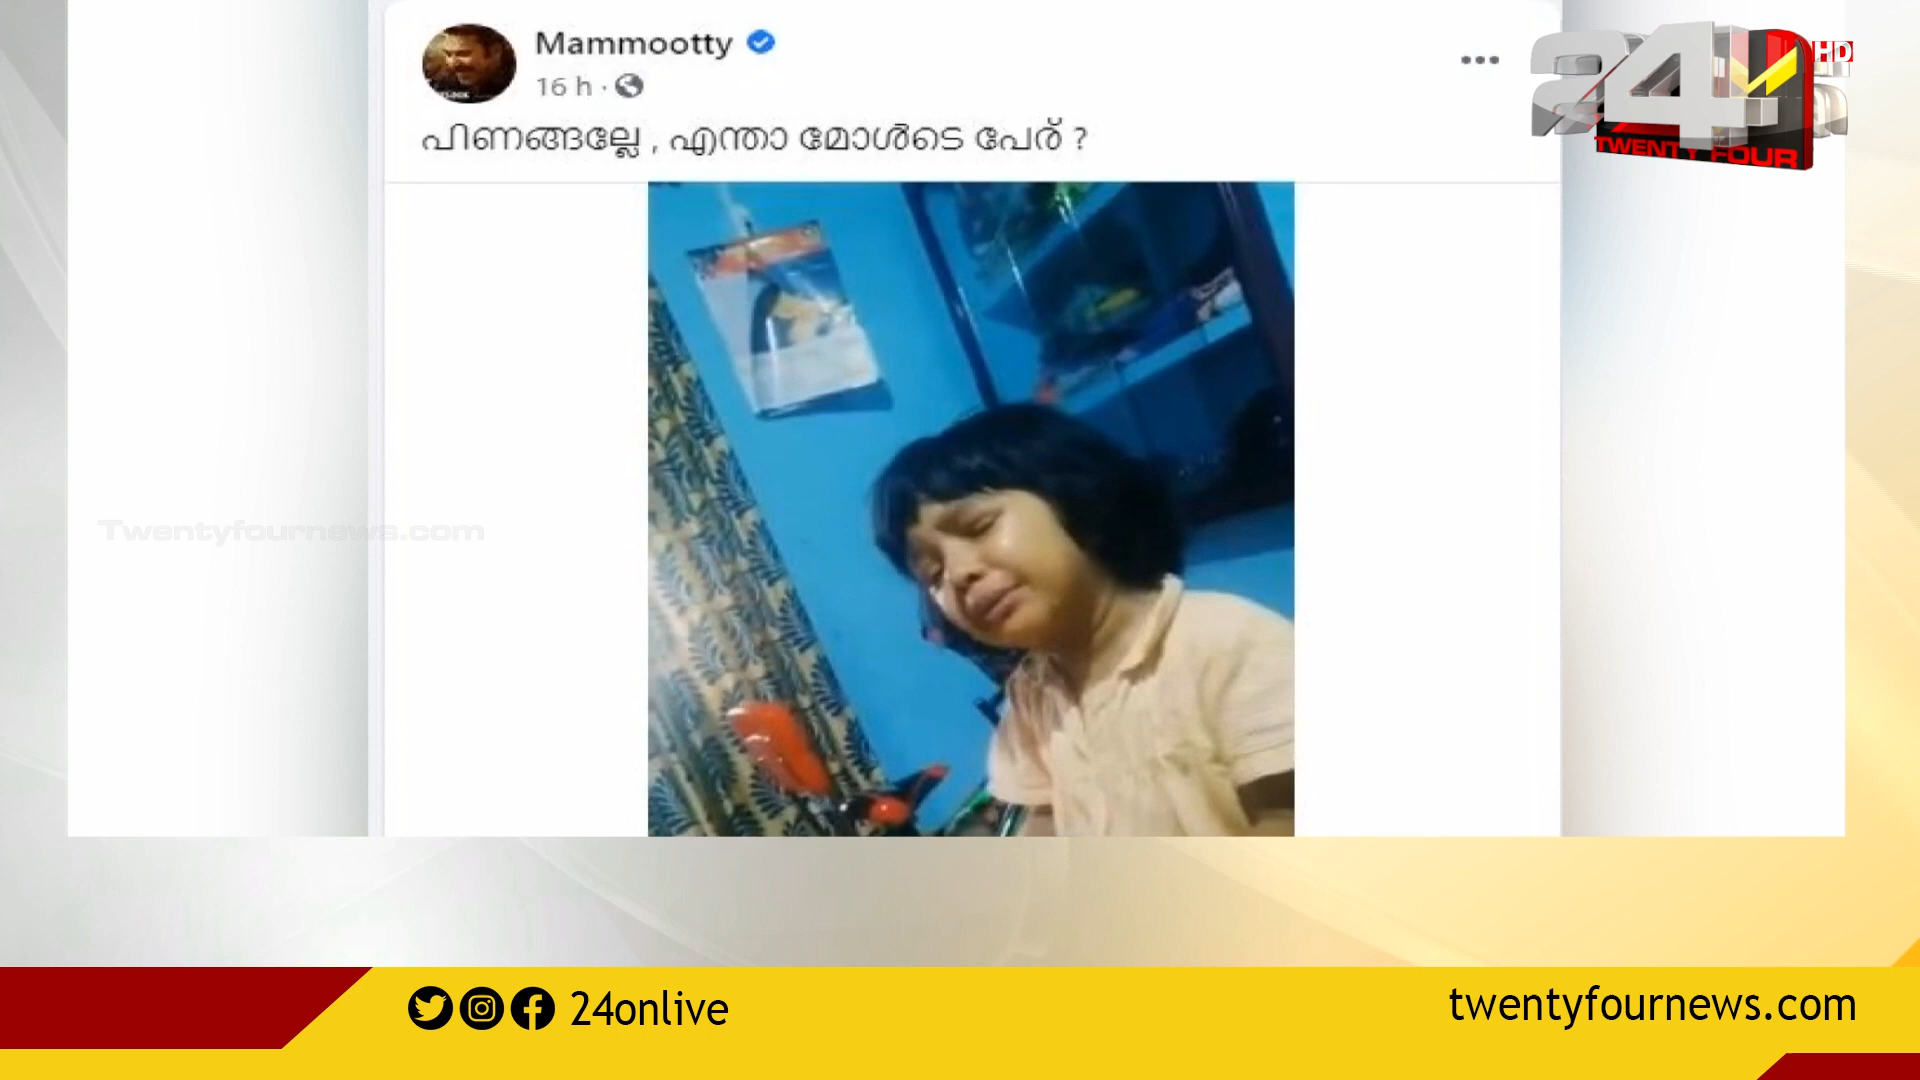 Mammootty
16 h ·
പിണങ്ങല്ലേ , എന്താ മോൾടെ പേര് ?
24
HD
TWENTY FOUR
Twentyfournews.com
24onlive
twentyfournews.com